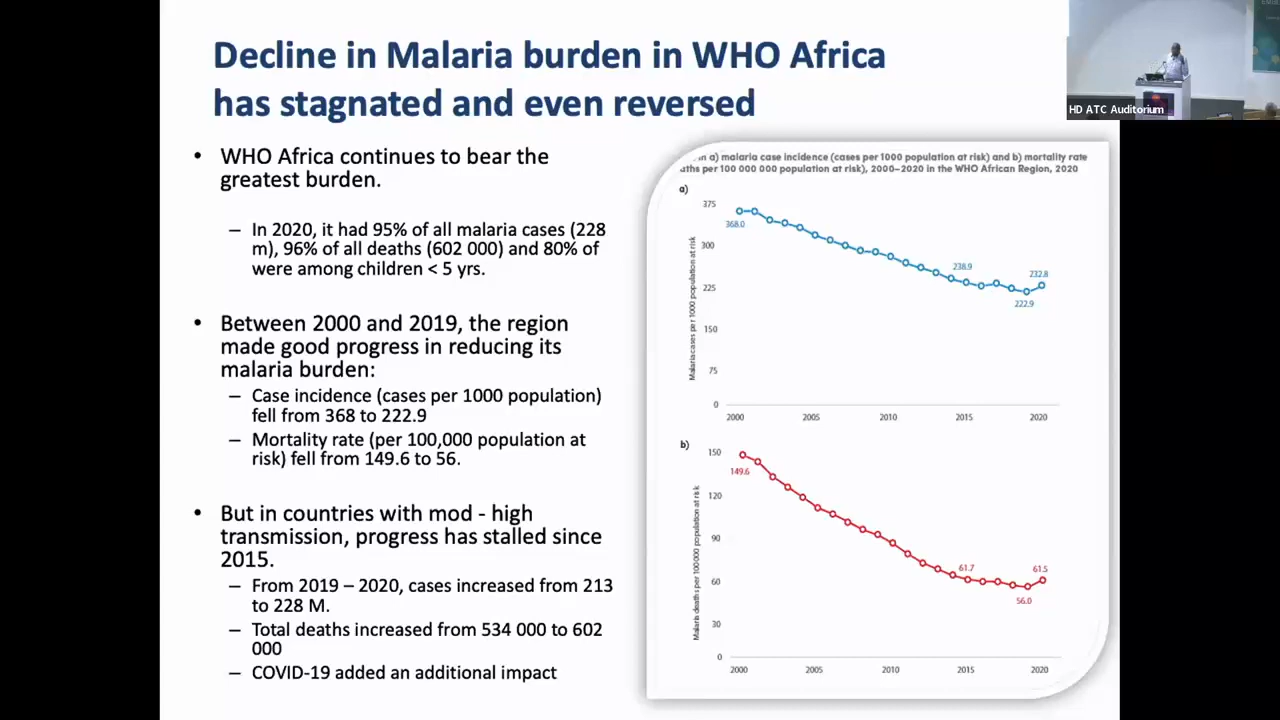 Decline in Malaria burden in WHO Africa
has stagnated and even reversed
HD ATC Auditorium
• WHO Africa continues to bear the
greatest burden.
– In 2020, it had 95% of all malaria cases (228
m), 96% of all deaths (602 000) and 80% of
were among children < 5 yrs.
• Between 2000 and 2019, the region
made good progress in reducing its
malaria burden:
– Case incidence (cases per 1000 population)
fell from 368 to 222.9
– Mortality rate (per 100,000 population at
risk) fell from 149.6 to 56.
• But in countries with mod - high
transmission, progress has stalled since
2015.
– From 2019 – 2020, cases increased from 213
to 228 M.
– Total deaths increased from 534 000 to 602
000
– COVID-19 added an additional impact
in a) malaria case incidence (cases per 1000 population at risk) and b) mortality rate
per 100 000 000 population at risk), 2000–2020 in the WHO African Region, 2020
a)
Malaria cases per 1000 population at risk
375
300
225
150
75
0
368.0
238.9
232.8
222.9
2000
2005
2010
2015
2020
b)
Malaria deaths per 100 000 population at risk
150
120
90
60
30
0
149.6
61.7
61.5
56.0
2000
2005
2010
2015
2020